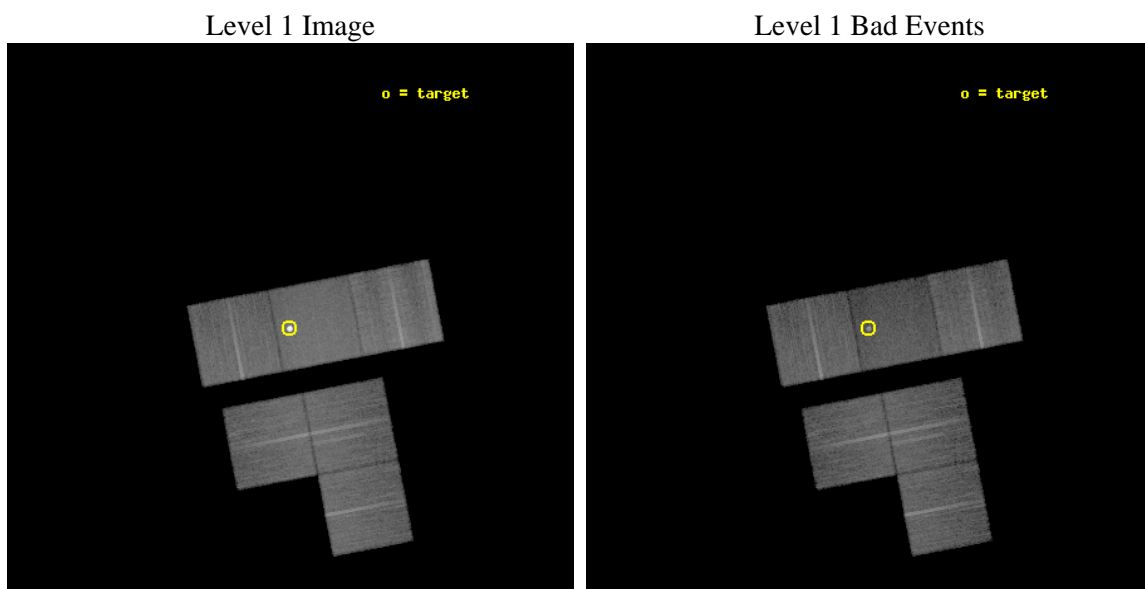 Level 1 Image
Level 1 Bad Events
o = target
o = target